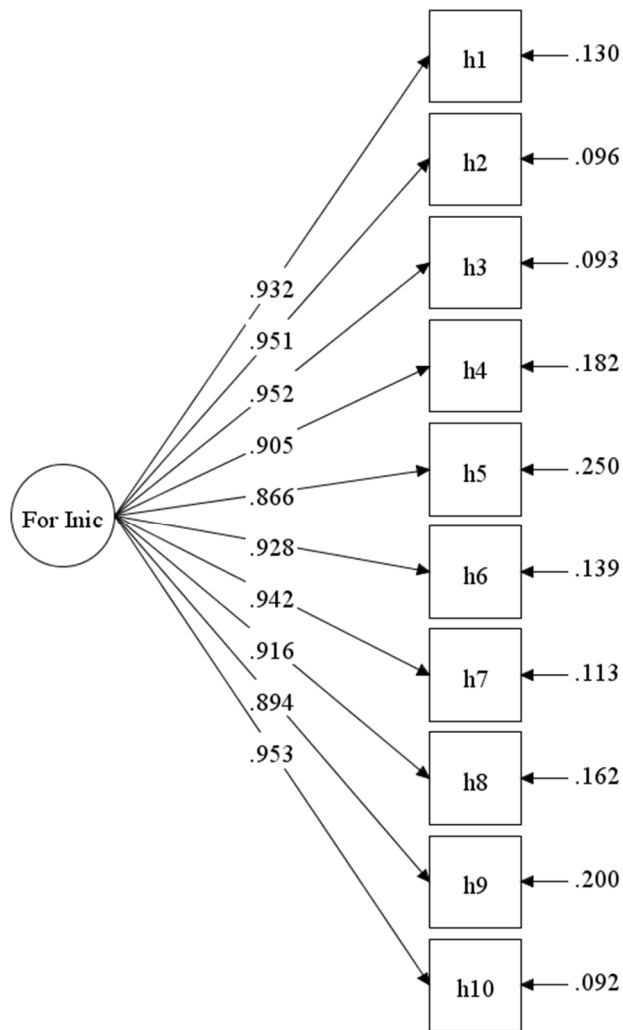 h1
.130
h2
.096
h3
.093
.932
.951
h4
.182
.952
.905
h5
.250
.866
For Inic
.928
h6
.139
.942
.916
h7
.113
.894
.953
h8
.162
h9
.200
h10
.092